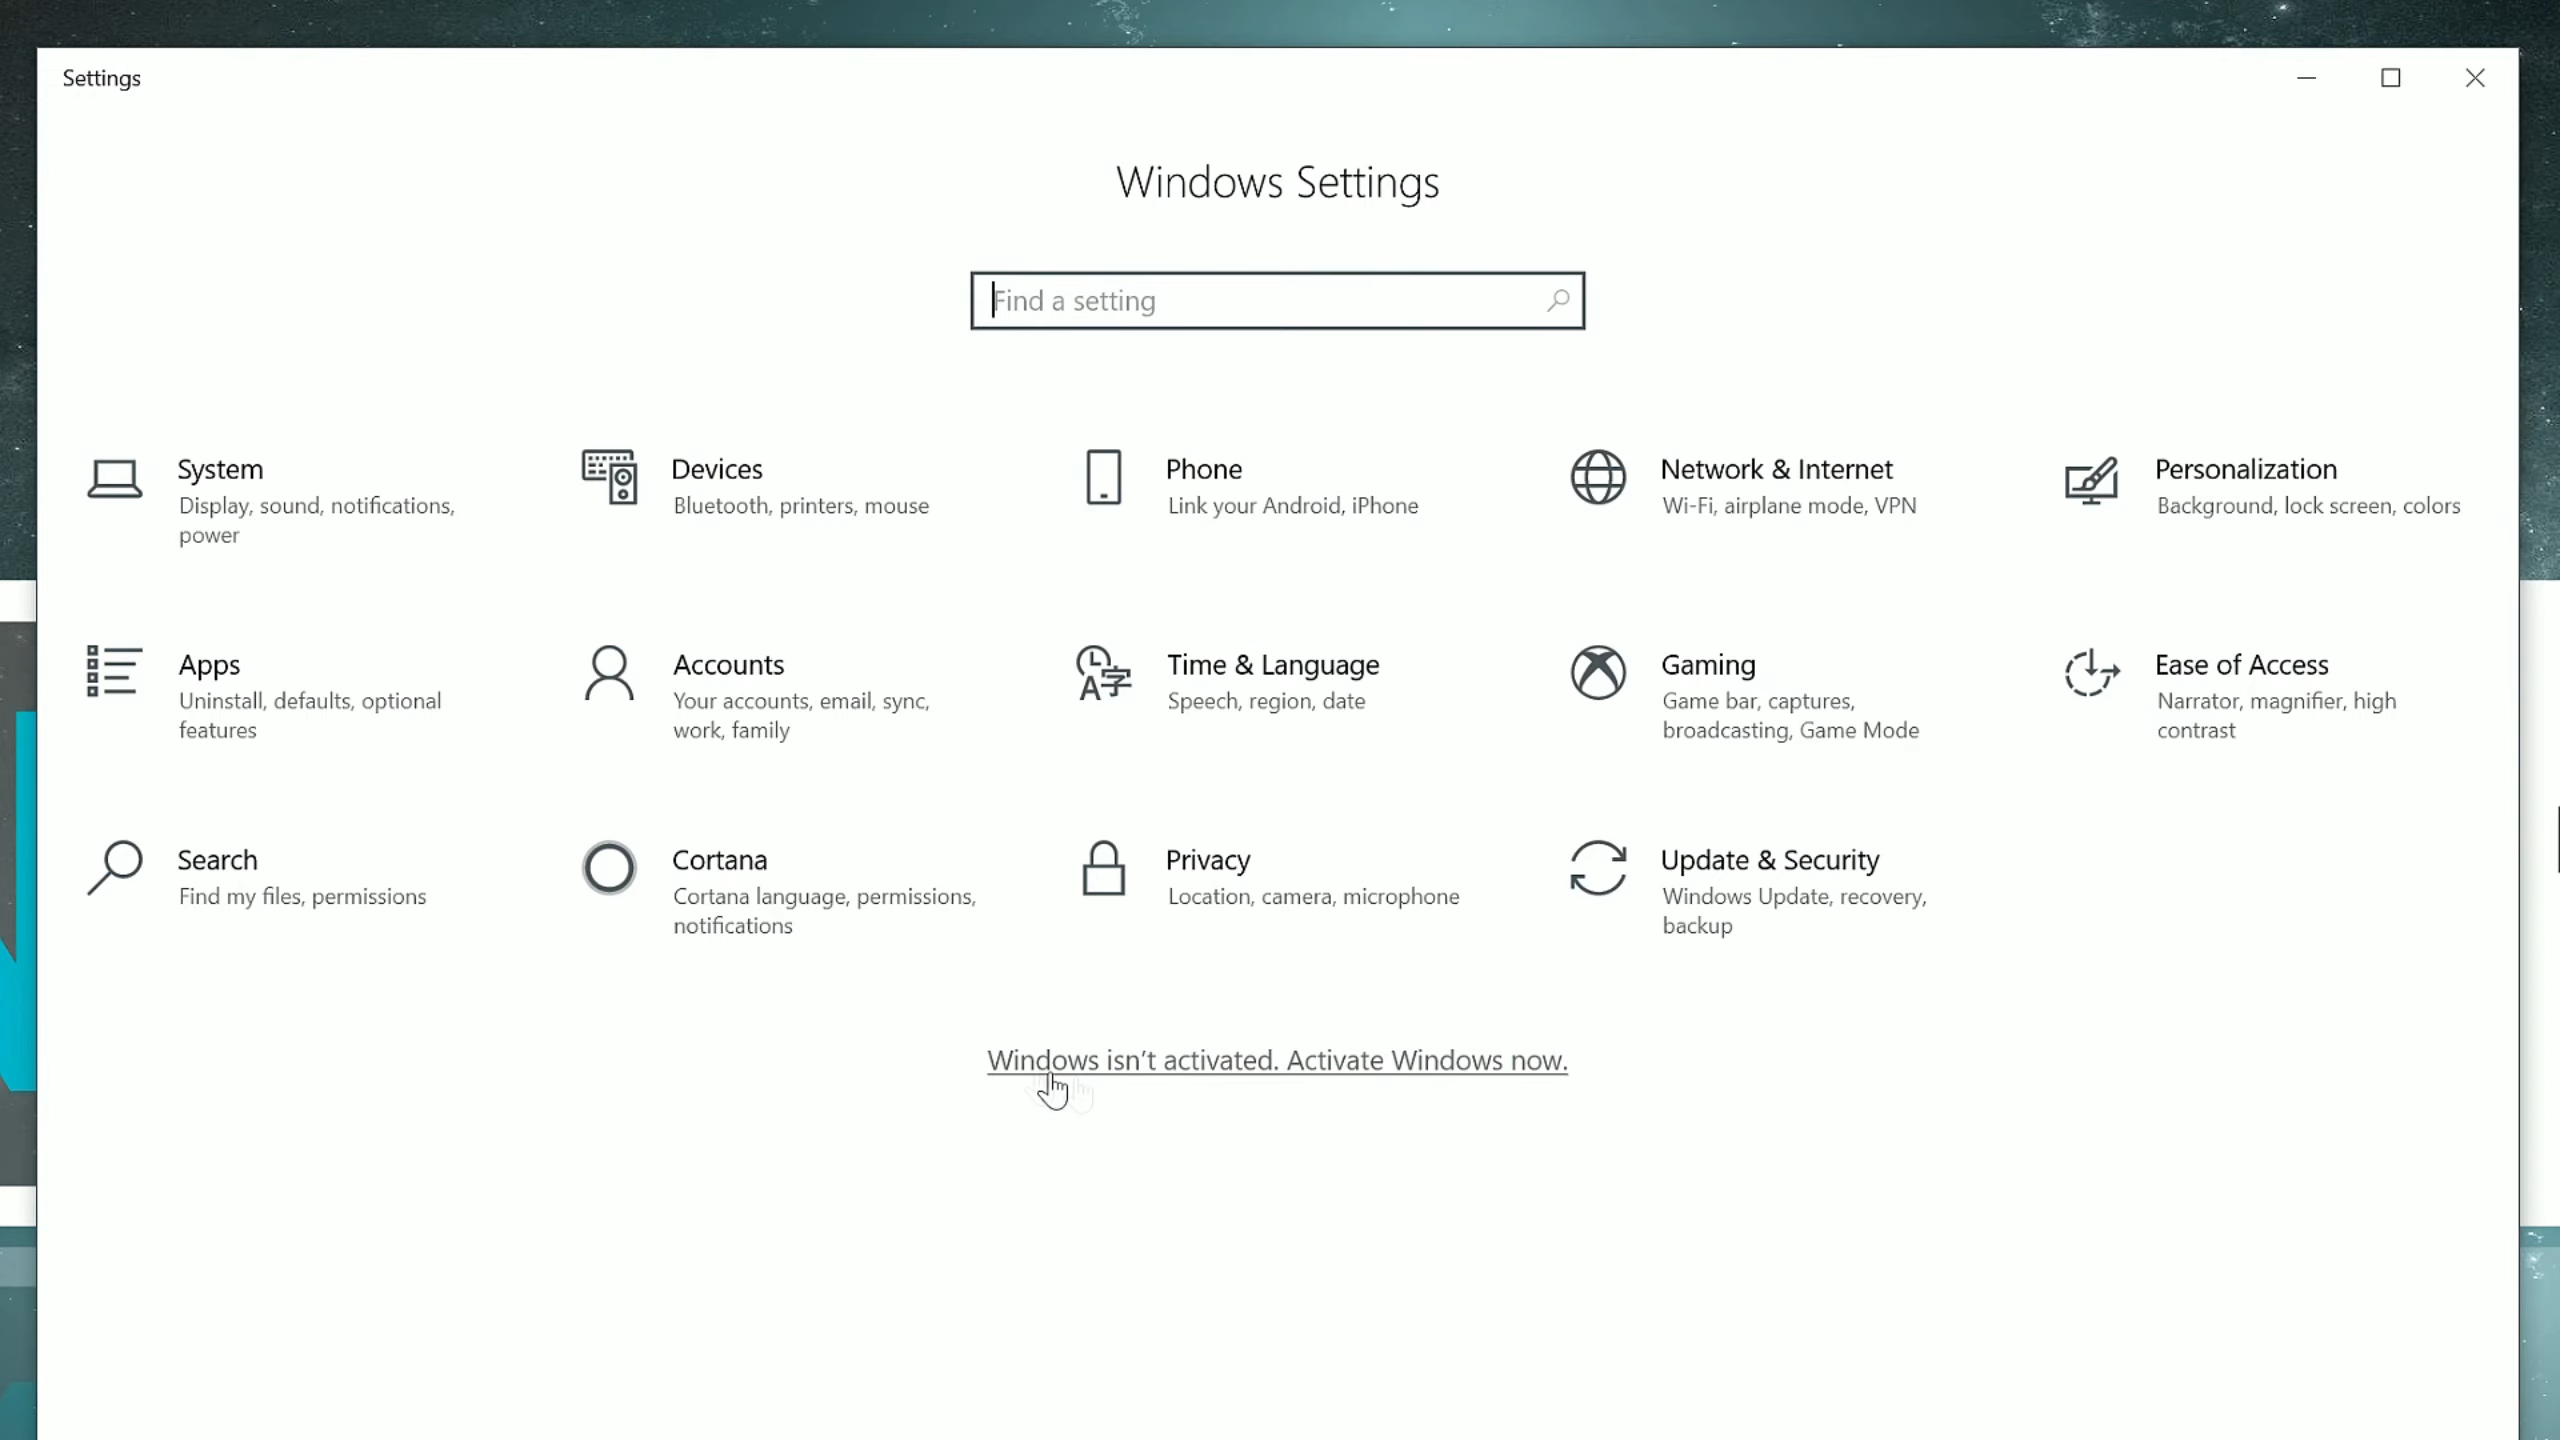 Settings
Windows Settings
Find a setting
System
Display, sound, notifications,
power
Devices
Bluetooth, printers, mouse
Phone
Link your Android, iPhone
Network & Internet
Wi-Fi, airplane mode, VPN
Personalization
Background, lock screen, colors
Apps
Uninstall, defaults, optional
features
Accounts
Your accounts, email, sync,
work, family
Time & Language
Speech, region, date
Gaming
Game bar, captures,
broadcasting, Game Mode
Ease of Access
Narrator, magnifier, high
contrast
Search
Find my files, permissions
Cortana
Cortana language, permissions,
notifications
Privacy
Location, camera, microphone
Update & Security
Windows Update, recovery,
backup
Windows isn't activated. Activate Windows now.